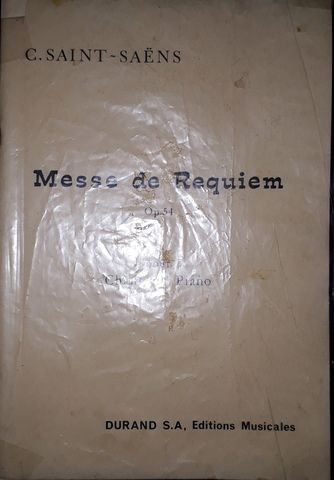 C. SAINT-SAËNS
Messe de Requiem
Op. 54
Piano
DURAND S.A, Editions Musicales